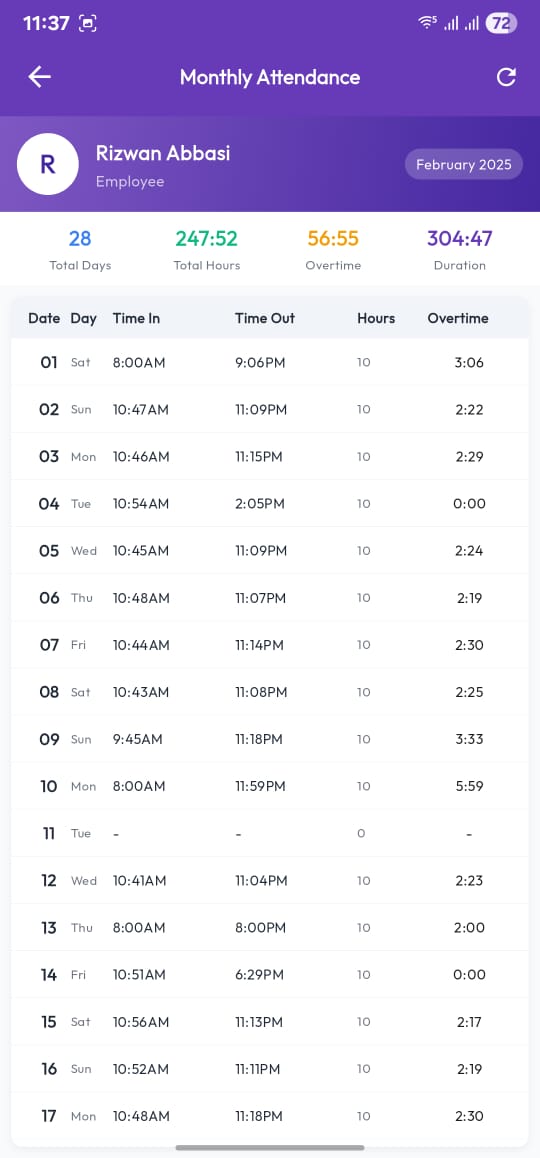 11:37 72
Monthly Attendance
R Rizwan Abbasi
Employee
February 2025
28 247:52 56:55 304:47
Total Days Total Hours Overtime Duration
Date Day Time In Time Out Hours Overtime
01 Sat 8:00AM 9:06PM 10 3:06
02 Sun 10:47AM 11:09PM 10 2:22
03 Mon 10:46AM 11:15PM 10 2:29
04 Tue 10:54AM 2:05PM 10 0:00
05 Wed 10:45AM 11:09PM 10 2:24
06 Thu 10:48AM 11:07PM 10 2:19
07 Fri 10:44AM 11:14PM 10 2:30
08 Sat 10:43AM 11:08PM 10 2:25
09 Sun 9:45AM 11:18PM 10 3:33
10 Mon 8:00AM 11:59PM 10 5:59
11 Tue - - 0 -
12 Wed 10:41AM 11:04PM 10 2:23
13 Thu 8:00AM 8:00PM 10 2:00
14 Fri 10:51AM 6:29PM 10 0:00
15 Sat 10:56AM 11:13PM 10 2:17
16 Sun 10:52AM 11:11PM 10 2:19
17 Mon 10:48AM 11:18PM 10 2:30